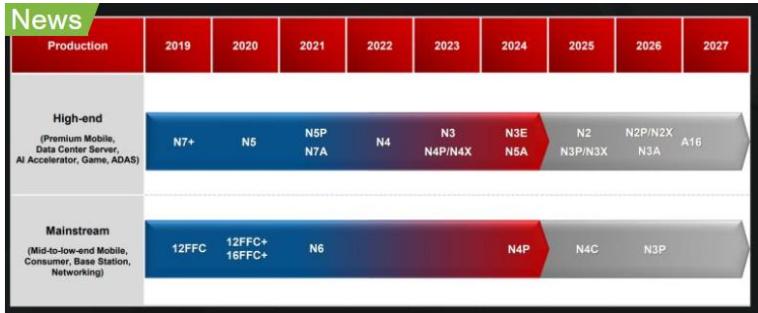 News
Production 2019 2020 2021 2022 2023 2024 2025 2026 2027
High-end
(Premium Mobile,
Data Center Server,
AI Accelerator, Game, ADAS)
N7+ N5 N5P N4 N3 N3E N2 N2P/N2X A16
N7A N4P/N4X N5A N3P/N3X N3A
Mainstream
(Mid-to-low-end Mobile,
Consumer, Base Station,
Networking)
12FFC 12FFC+ N6 N4P N4C N3P
16FFC+